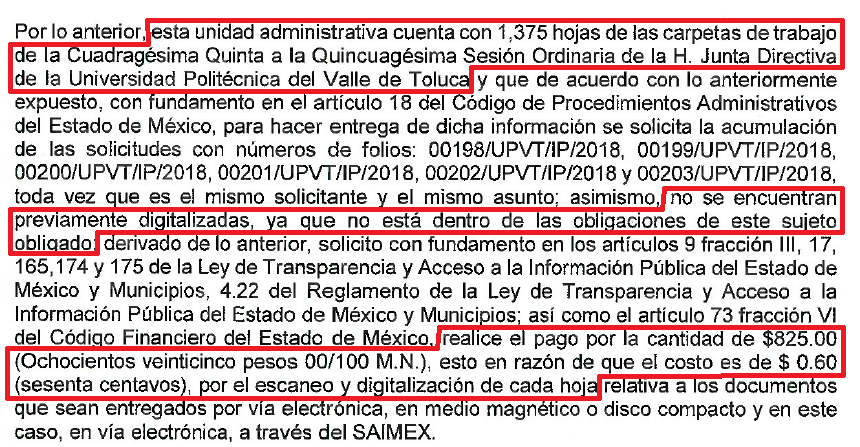 Por lo anterior, esta unidad administrativa cuenta con 1,375 hojas de las carpetas de trabajo
de la Cuadragésima Quinta a la Quincuagésima Sesión Ordinaria de la H. Junta Directiva
de la Universidad Politécnica del Valle de Toluca y que de acuerdo con lo anteriormente
expuesto, con fundamento en el artículo 18 del Código de Procedimientos Administrativos
del Estado de México, para hacer entrega de dicha información se solicita la acumulación
de las solicitudes con números de folios: 00198/UPVT/IP/2018, 00199/UPVT/IP/2018,
00200/UPVT/IP/2018, 00201/UPVT/IP/2018, 00202/UPVT/IP/2018 y 00203/UPVT/IP/2018,
toda vez que es el mismo solicitante y el mismo asunto; asimismo, no se encuentran
previamente digitalizadas, ya que no está dentro de las obligaciones de este sujeto
obligado; derivado de lo anterior, solicito con fundamento en los artículos 9 fracción III, 17,
165,174 y 175 de la Ley de Transparencia y Acceso a la Información Pública del Estado de
México y Municipios, 4.22 del Reglamento de la Ley de Transparencia y Acceso a la
Información Pública del Estado de México y Municipios; así como el artículo 73 fracción VI
del Código Financiero del Estado de México, realice el pago por la cantidad de $825.00
(Ochocientos veinticinco pesos 00/100 M.N.), esto en razón de que el costo es de $ 0.60
(sesenta centavos), por el escaneo y digitalización de cada hoja relativa a los documentos
que sean entregados por vía electrónica, en medio magnético o disco compacto y en este
caso, en vía electrónica, a través del SAIMEX.